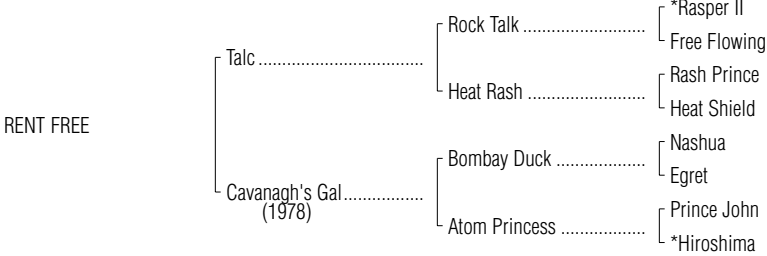 *Rasper II
Rock Talk ..........................
Free Flowing
Talc ..................................
Rash Prince
Heat Rash .........................
Heat Shield
RENT FREE
Nashua
Bombay Duck ...................
Egret
Cavanagh's Gal.................
(1978)
Prince John
Atom Princess ..................
*Hiroshima